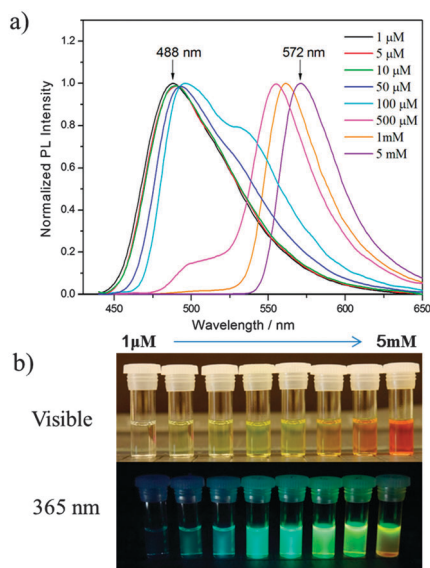 a)
488 nm
572 nm
1 μM
5 μM
10 μM
50 μM
100 μM
500 μM
1mM
5 mM
Normalized PL Intensity
1.0
0.8
0.6
0.4
0.2
0.0
450
500
550
600
650
Wavelength / nm
b)
1μM
5mM
Visible
365 nm